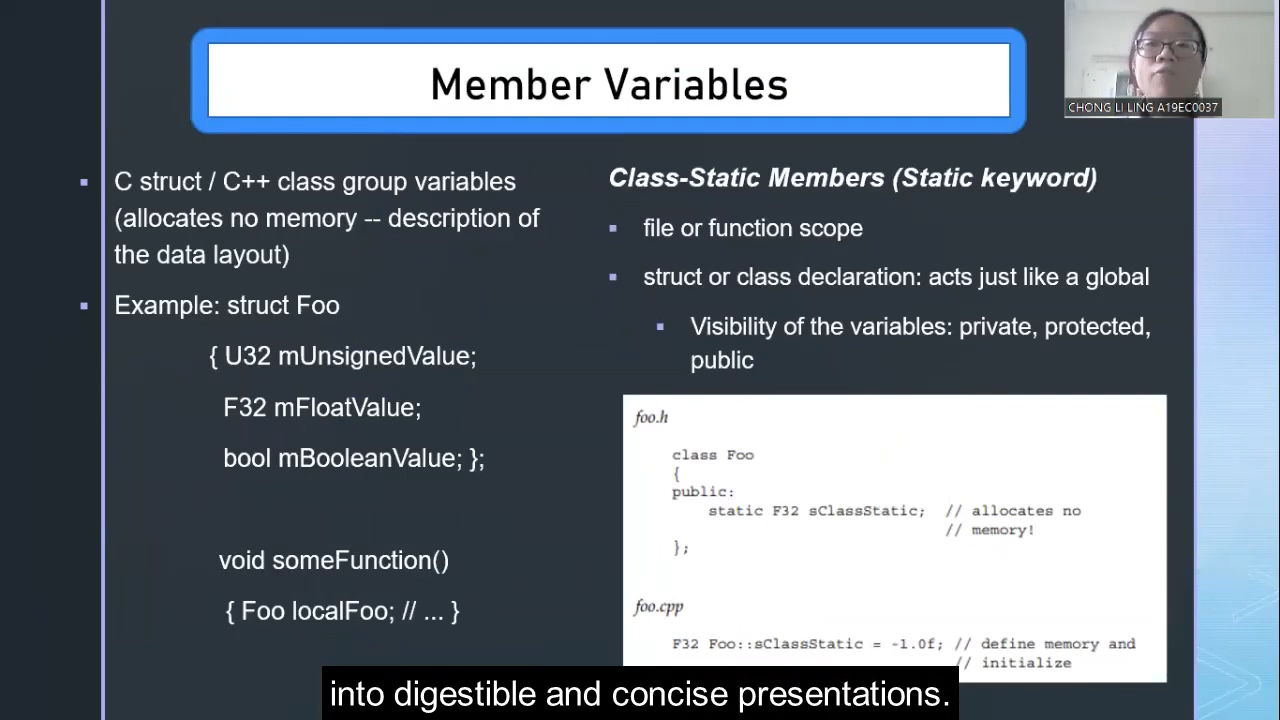 Member Variables
CHONG LI LING A19EC0037
C struct / C++ class group variables
(allocates no memory -- description of
the data layout)
Example: struct Foo
{ U32 mUnsignedValue;
F32 mFloatValue;
bool mBooleanValue; };
void someFunction()
{ Foo localFoo; // ... }
Class-Static Members (Static keyword)
file or function scope
struct or class declaration: acts just like a global
Visibility of the variables: private, protected,
public
foo.h
class Foo
{
public:
static F32 sClassStatic; // allocates no
// memory!
};
foo.cpp
F32 Foo::sClassStatic = -1.0f; // define memory and
// initialize
into digestible and concise presentations.